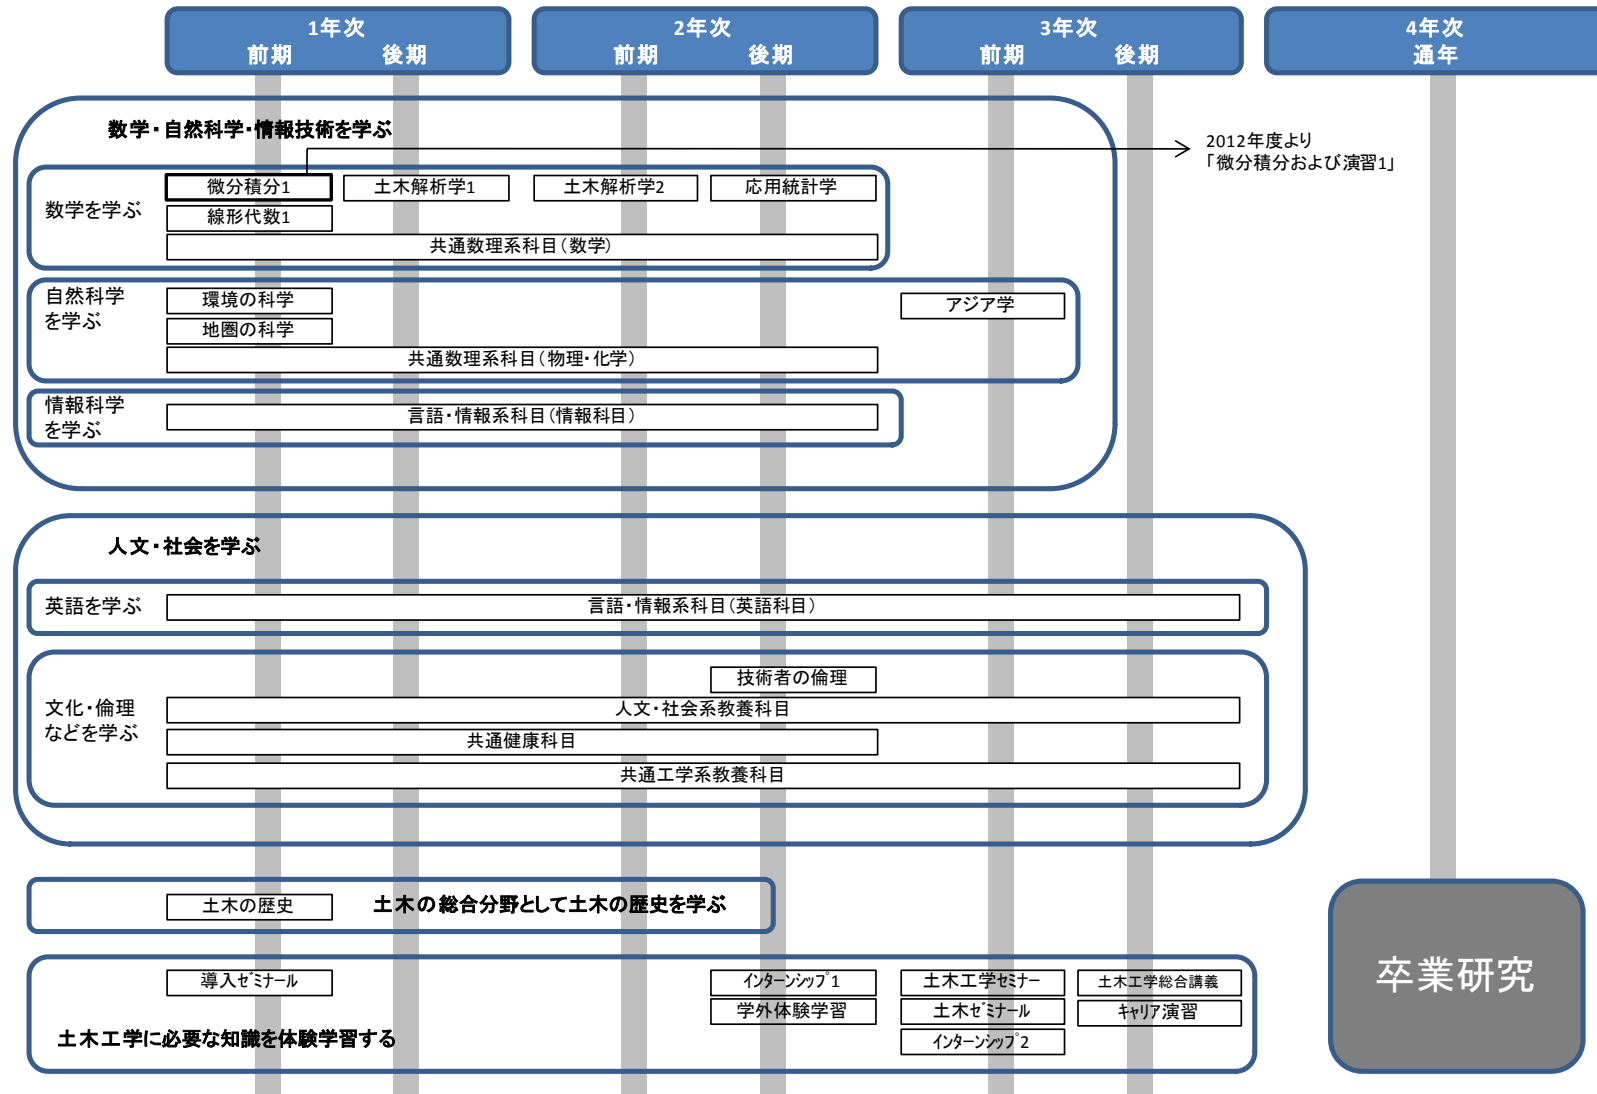 1年次
前期 後期
2年次
前期 後期
3年次
前期 後期
4年次
通年
数学・自然科学・情報技術を学ぶ
2012年度より
「微分積分および演習1」
数学を学ぶ
微分積分1
土木解析学1
土木解析学2
応用統計学
線形代数1
共通数理系科目(数学)
自然科学
を学ぶ
環境の科学
アジア学
地圏の科学
共通数理系科目(物理・化学)
情報科学
を学ぶ
言語・情報系科目(情報科目)
人文・社会を学ぶ
英語を学ぶ
言語・情報系科目(英語科目)
文化・倫理
などを学ぶ
技術者の倫理
人文・社会系教養科目
共通健康科目
共通工学系教養科目
土木の歴史
土木の総合分野として土木の歴史を学ぶ
導入ゼミナール
インターンシップ1
土木工学セミナー
土木工学総合講義
学外体験学習
土木ゼミナール
キャリア演習
インターンシップ2
土木工学に必要な知識を体験学習する
卒業研究